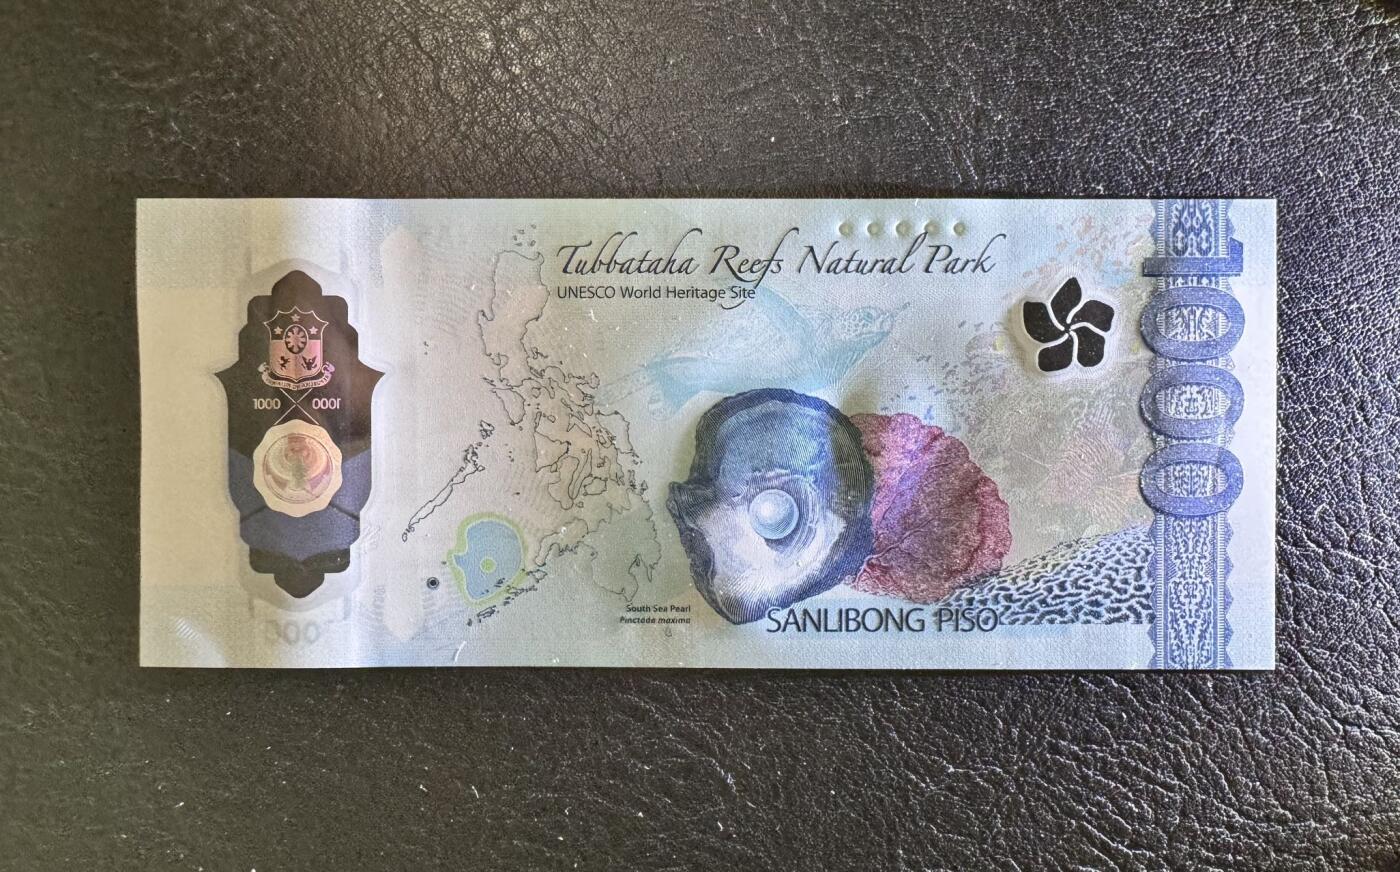 Tubbataha Reefs Natural Park
UNESCO World Heritage Site
1000 1000
South Sea Pearl
Pinctada maxima
SANLIBONG PISO
1000